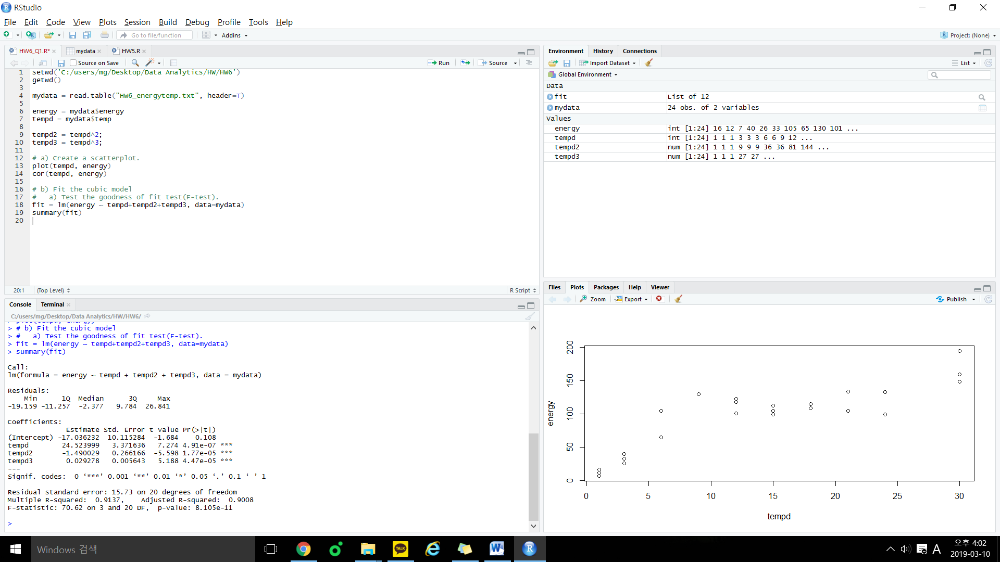 RStudio
File Edit Code View Plots Session Build Debug Profile Tools Help
Go to file/function Addins Project: (None)
HW6_Q1.R* mydata HW5.R
Source on Save Run Source
1 setwd('C:/users/mg/Desktop/Data Analytics/HW/HW6')
2 getwd()
3
4 mydata = read.table("HW6_energytemp.txt", header=T)
5
6 energy = mydata$energy
7 tempd = mydata$temp
8
9 tempd2 = tempd^2;
10 tempd3 = tempd^3;
11
12 # a) Create a scatterplot.
13 plot(tempd, energy)
14 cor(tempd, energy)
15
16 # b) Fit the cubic model
17 #   a) Test the goodness of fit test(F-test).
18 fit = lm(energy ~ tempd+tempd2+tempd3, data=mydata)
19 summary(fit)
20
20:1 (Top Level) R Script
Console Terminal
C:/users/mg/Desktop/Data Analytics/HW/HW6/
> plot(tempd, energy)
> # b) Fit the cubic model
> #   a) Test the goodness of fit test(F-test).
> fit = lm(energy ~ tempd+tempd2+tempd3, data=mydata)
> summary(fit)
Call:
lm(formula = energy ~ tempd + tempd2 + tempd3, data = mydata)
Residuals:
    Min      1Q  Median      3Q     Max
-19.159 -11.257  -2.377   9.784  26.841
Coefficients:
              Estimate Std. Error t value Pr(>|t|)
(Intercept) -17.036232  10.115284  -1.684    0.108
tempd        24.523999   3.371636   7.274 4.91e-07 ***
tempd2       -1.490029   0.266166  -5.598 1.77e-05 ***
tempd3        0.029278   0.005643   5.188 4.47e-05 ***
---
Signif. codes:  0 ‘***’ 0.001 ‘**’ 0.01 ‘*’ 0.05 ‘.’ 0.1 ‘ ’ 1
Residual standard error: 15.73 on 20 degrees of freedom
Multiple R-squared:  0.9137,    Adjusted R-squared:  0.9008
F-statistic: 70.62 on 3 and 20 DF,  p-value: 8.105e-11
>
Environment History Connections
Import Dataset List
Global Environment
Data
fit List of 12
mydata 24 obs. of 2 variables
Values
energy int [1:24] 16 12 7 40 26 33 105 65 130 101 ...
tempd int [1:24] 1 1 1 3 3 3 6 6 9 12 ...
tempd2 num [1:24] 1 1 1 9 9 9 36 36 81 144 ...
tempd3 num [1:24] 1 1 1 27 27 ...
Files Plots Packages Help Viewer
Zoom Export Publish
200
150
100
50
0
energy
0 5 10 15 20 25 30
tempd
Windows 검색
TALK
A
오후 4:02
2019-03-10